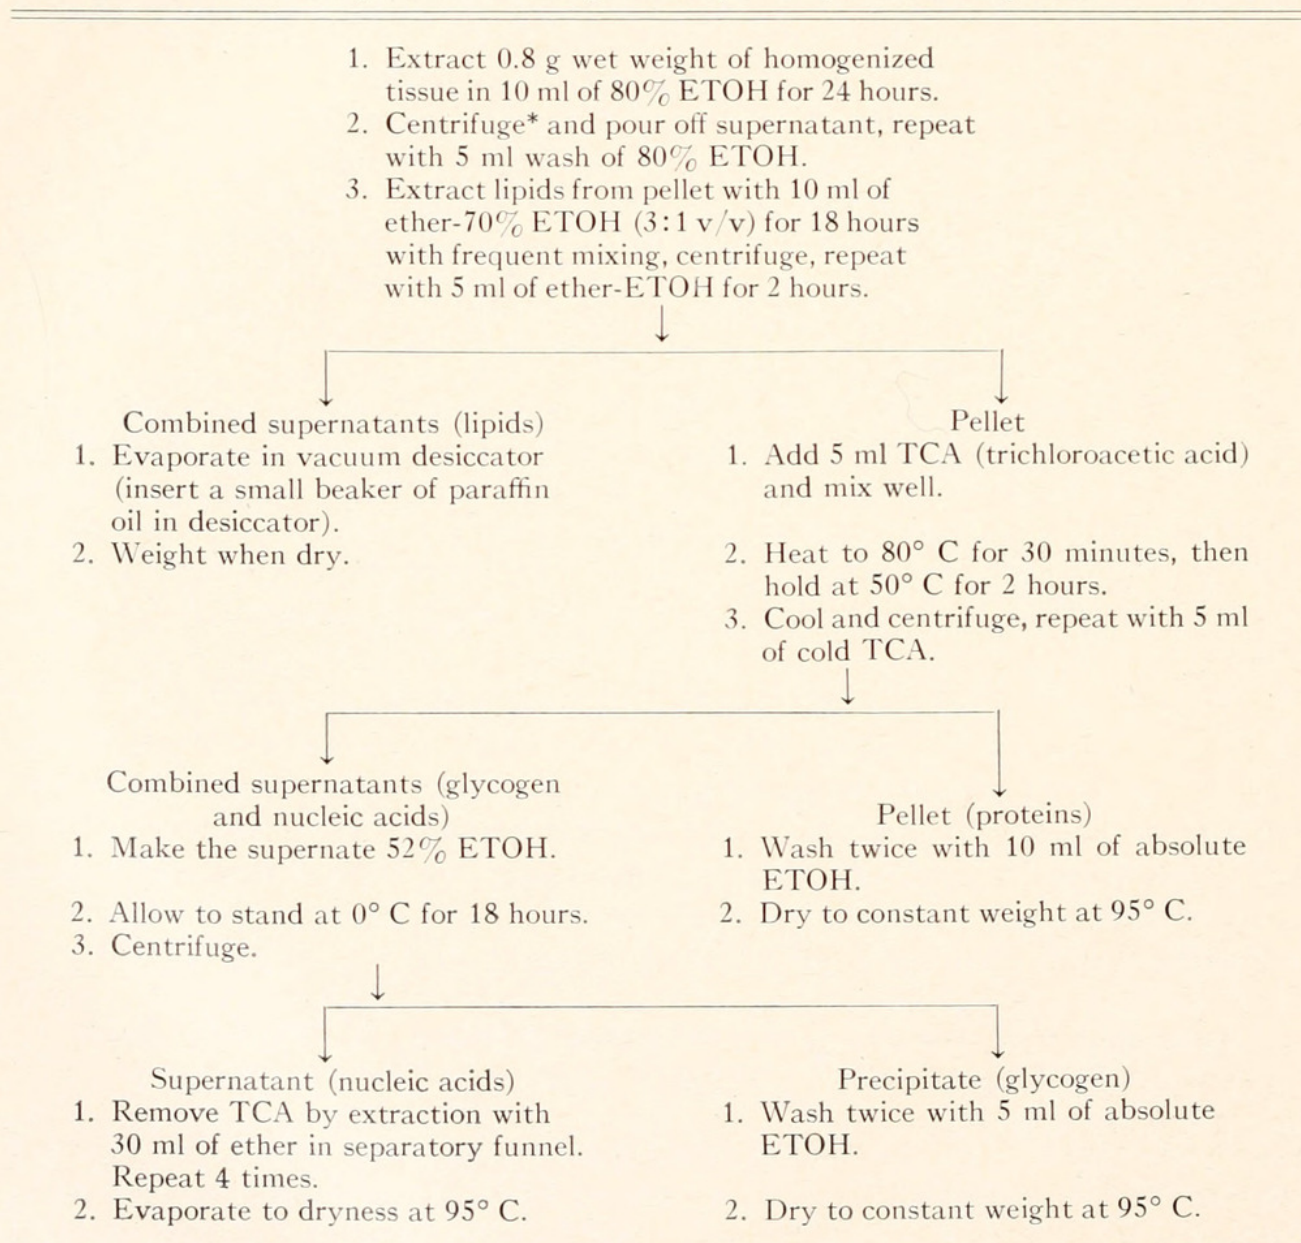 1. Extract 0.8 g wet weight of homogenized
tissue in 10 ml of 80% ETOH for 24 hours.
2. Centrifuge* and pour off supernatant, repeat
with 5 ml wash of 80% ETOH.
3. Extract lipids from pellet with 10 ml of
ether-70% ETOH (3:1 v/v) for 18 hours
with frequent mixing, centrifuge, repeat
with 5 ml of ether-ETOH for 2 hours.
Combined supernatants (lipids)
1. Evaporate in vacuum desiccator
(insert a small beaker of paraffin
oil in desiccator).
2. Weight when dry.
Pellet
1. Add 5 ml TCA (trichloroacetic acid)
and mix well.
2. Heat to 80° C for 30 minutes, then
hold at 50° C for 2 hours.
3. Cool and centrifuge, repeat with 5 ml
of cold TCA.
Combined supernatants (glycogen
and nucleic acids)
1. Make the supernate 52% ETOH.
2. Allow to stand at 0° C for 18 hours.
3. Centrifuge.
Pellet (proteins)
1. Wash twice with 10 ml of absolute
ETOH.
2. Dry to constant weight at 95° C.
Supernatant (nucleic acids)
1. Remove TCA by extraction with
30 ml of ether in separatory funnel.
Repeat 4 times.
2. Evaporate to dryness at 95° C.
Precipitate (glycogen)
1. Wash twice with 5 ml of absolute
ETOH.
2. Dry to constant weight at 95° C.